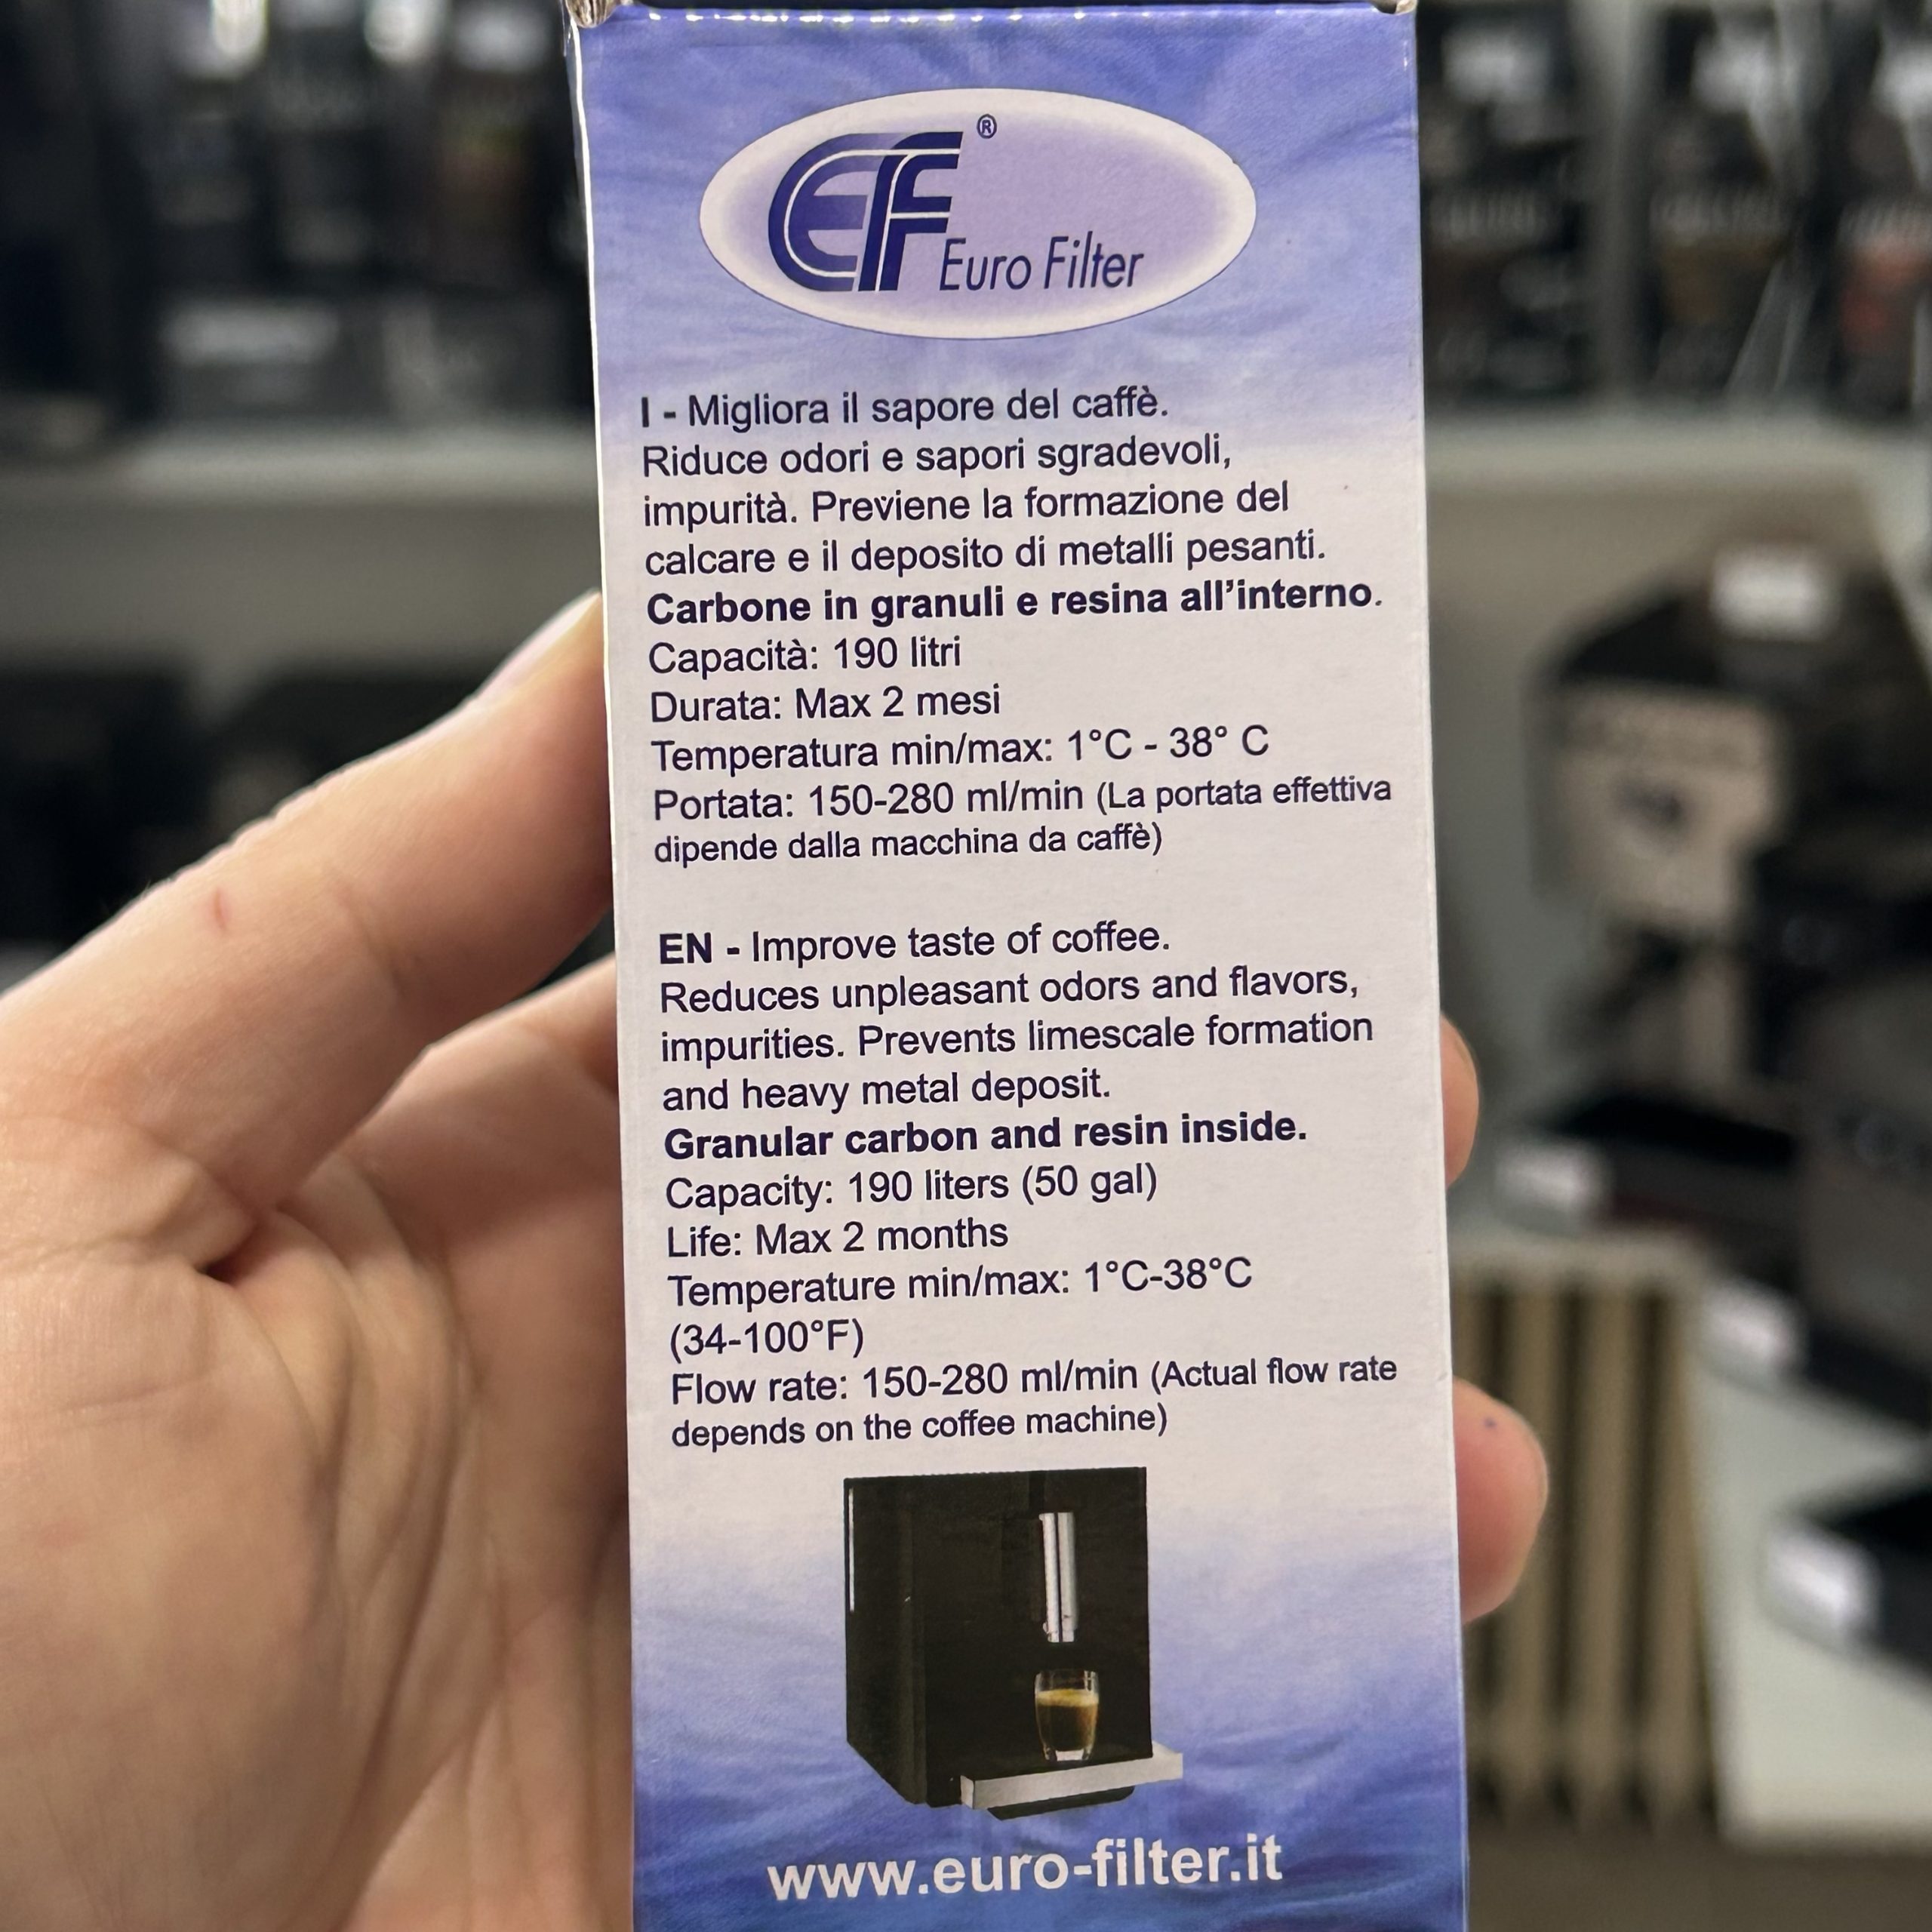 EF®
Euro Filter
I - Migliora il sapore del caffè.
Riduce odori e sapori sgradevoli,
impurità. Previene la formazione del
calcare e il deposito di metalli pesanti.
Carbone in granuli e resina all'interno.
Capacità: 190 litri
Durata: Max 2 mesi
Temperatura min/max: 1°C - 38° C
Portata: 150-280 ml/min (La portata effettiva
dipende dalla macchina da caffè)
EN - Improve taste of coffee.
Reduces unpleasant odors and flavors,
impurities. Prevents limescale formation
and heavy metal deposit.
Granular carbon and resin inside.
Capacity: 190 liters (50 gal)
Life: Max 2 months
Temperature min/max: 1°C-38°C
(34-100°F)
Flow rate: 150-280 ml/min (Actual flow rate
depends on the coffee machine)
www.euro-filter.it